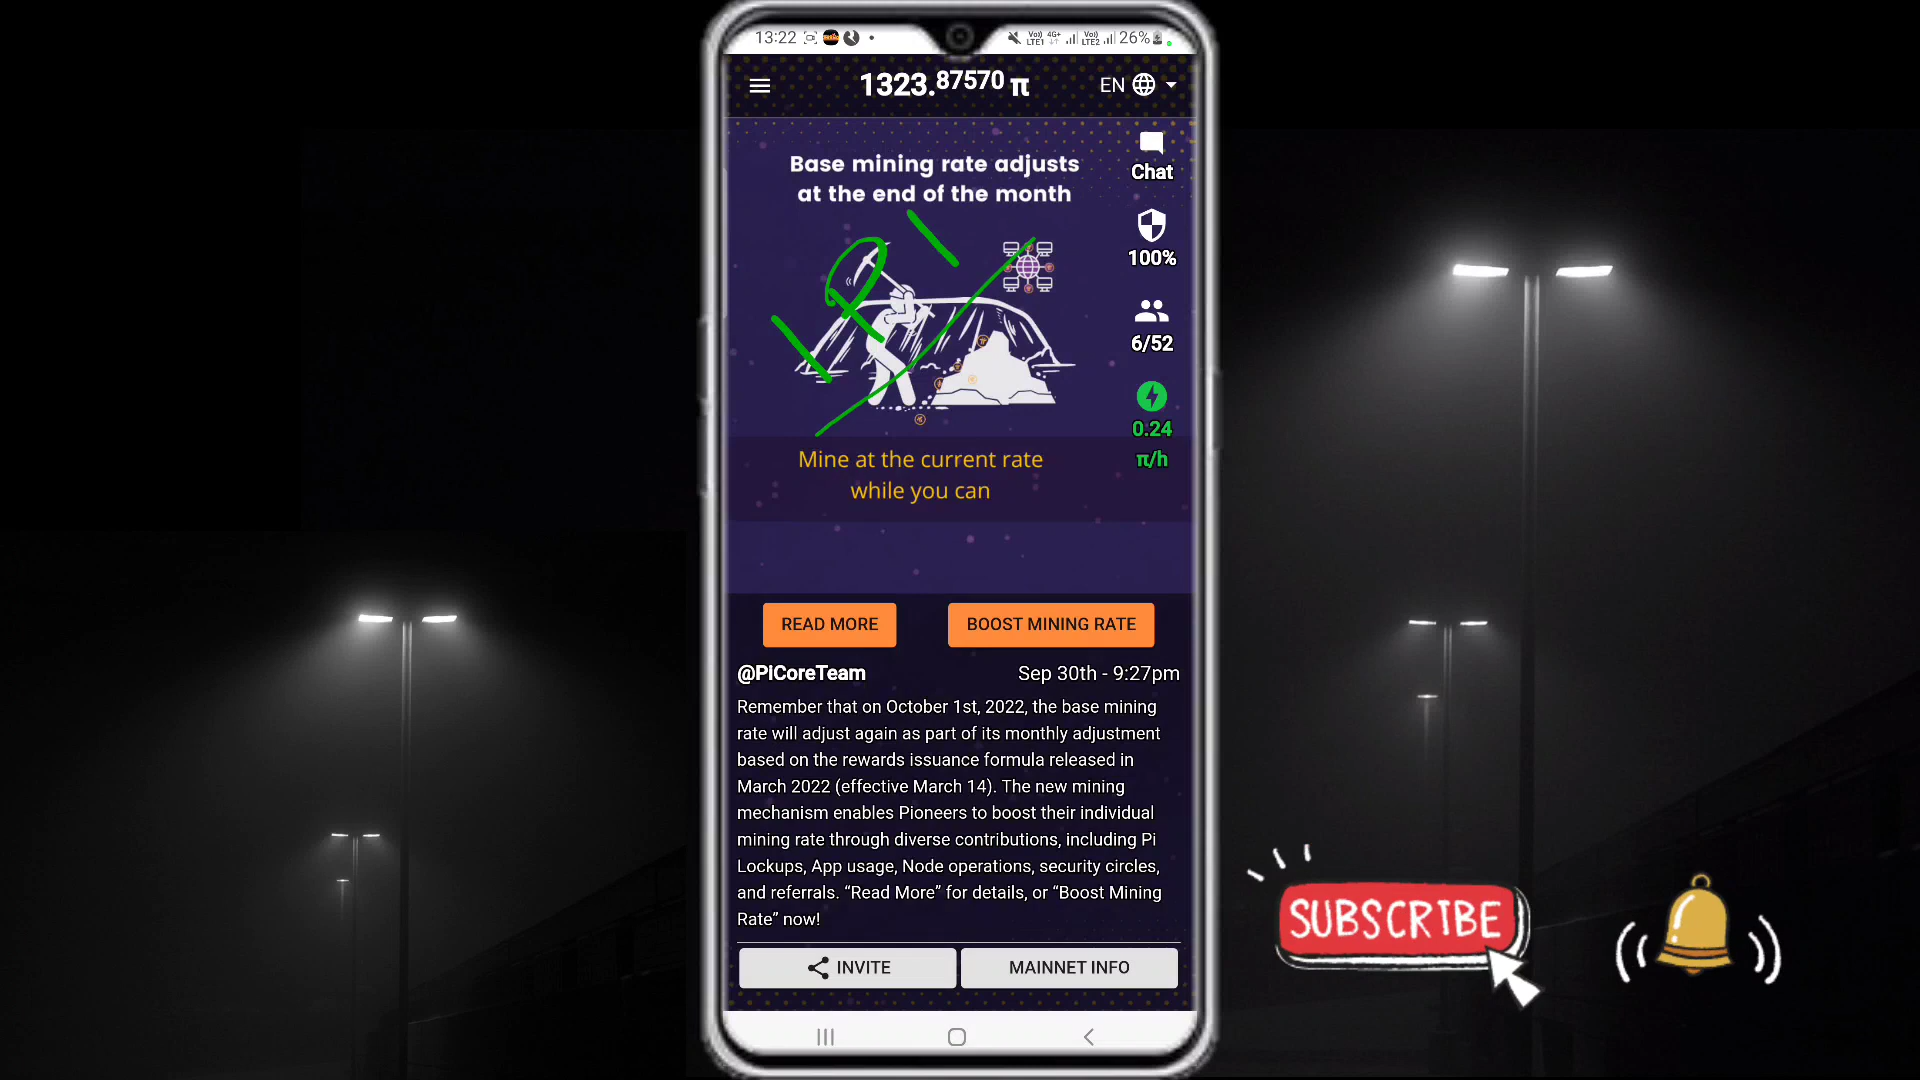 13:22
Vo) 4G+ Vo)
LTE1 LTE2 26%
1323.87570 π
EN
Base mining rate adjusts
at the end of the month
Chat
100%
6/52
0.24
π/h
Mine at the current rate
while you can
READ MORE
BOOST MINING RATE
@PiCoreTeam
Sep 30th - 9:27pm
Remember that on October 1st, 2022, the base mining
rate will adjust again as part of its monthly adjustment
based on the rewards issuance formula released in
March 2022 (effective March 14). The new mining
mechanism enables Pioneers to boost their individual
mining rate through diverse contributions, including Pi
Lockups, App usage, Node operations, security circles,
and referrals. “Read More” for details, or “Boost Mining
Rate” now!
INVITE
MAINNET INFO
SUBSCRIBE